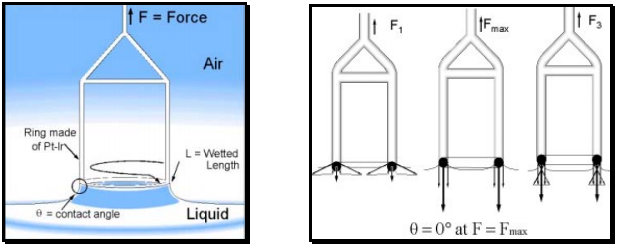 F = Force
Air
Ring made
of Pt-Ir
L = Wetted
Length
θ = contact angle
Liquid
F1
Fmax
F3
θ = 0° at F = Fmax